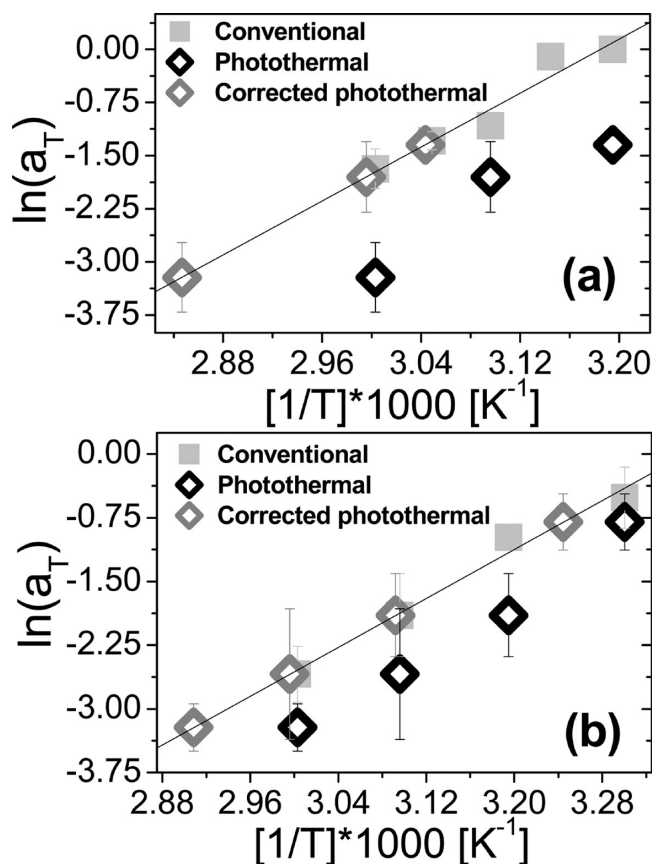 0.00
-0.75
-1.50
-2.25
-3.00
-3.75
ln(aT)
Conventional
Photothermal
Corrected photothermal
(a)
2.88 2.96 3.04 3.12 3.20
[1/T]*1000 [K-1]
0.00
-0.75
-1.50
-2.25
-3.00
-3.75
ln(aT)
Conventional
Photothermal
Corrected photothermal
(b)
2.88 2.96 3.04 3.12 3.20 3.28
[1/T]*1000 [K-1]